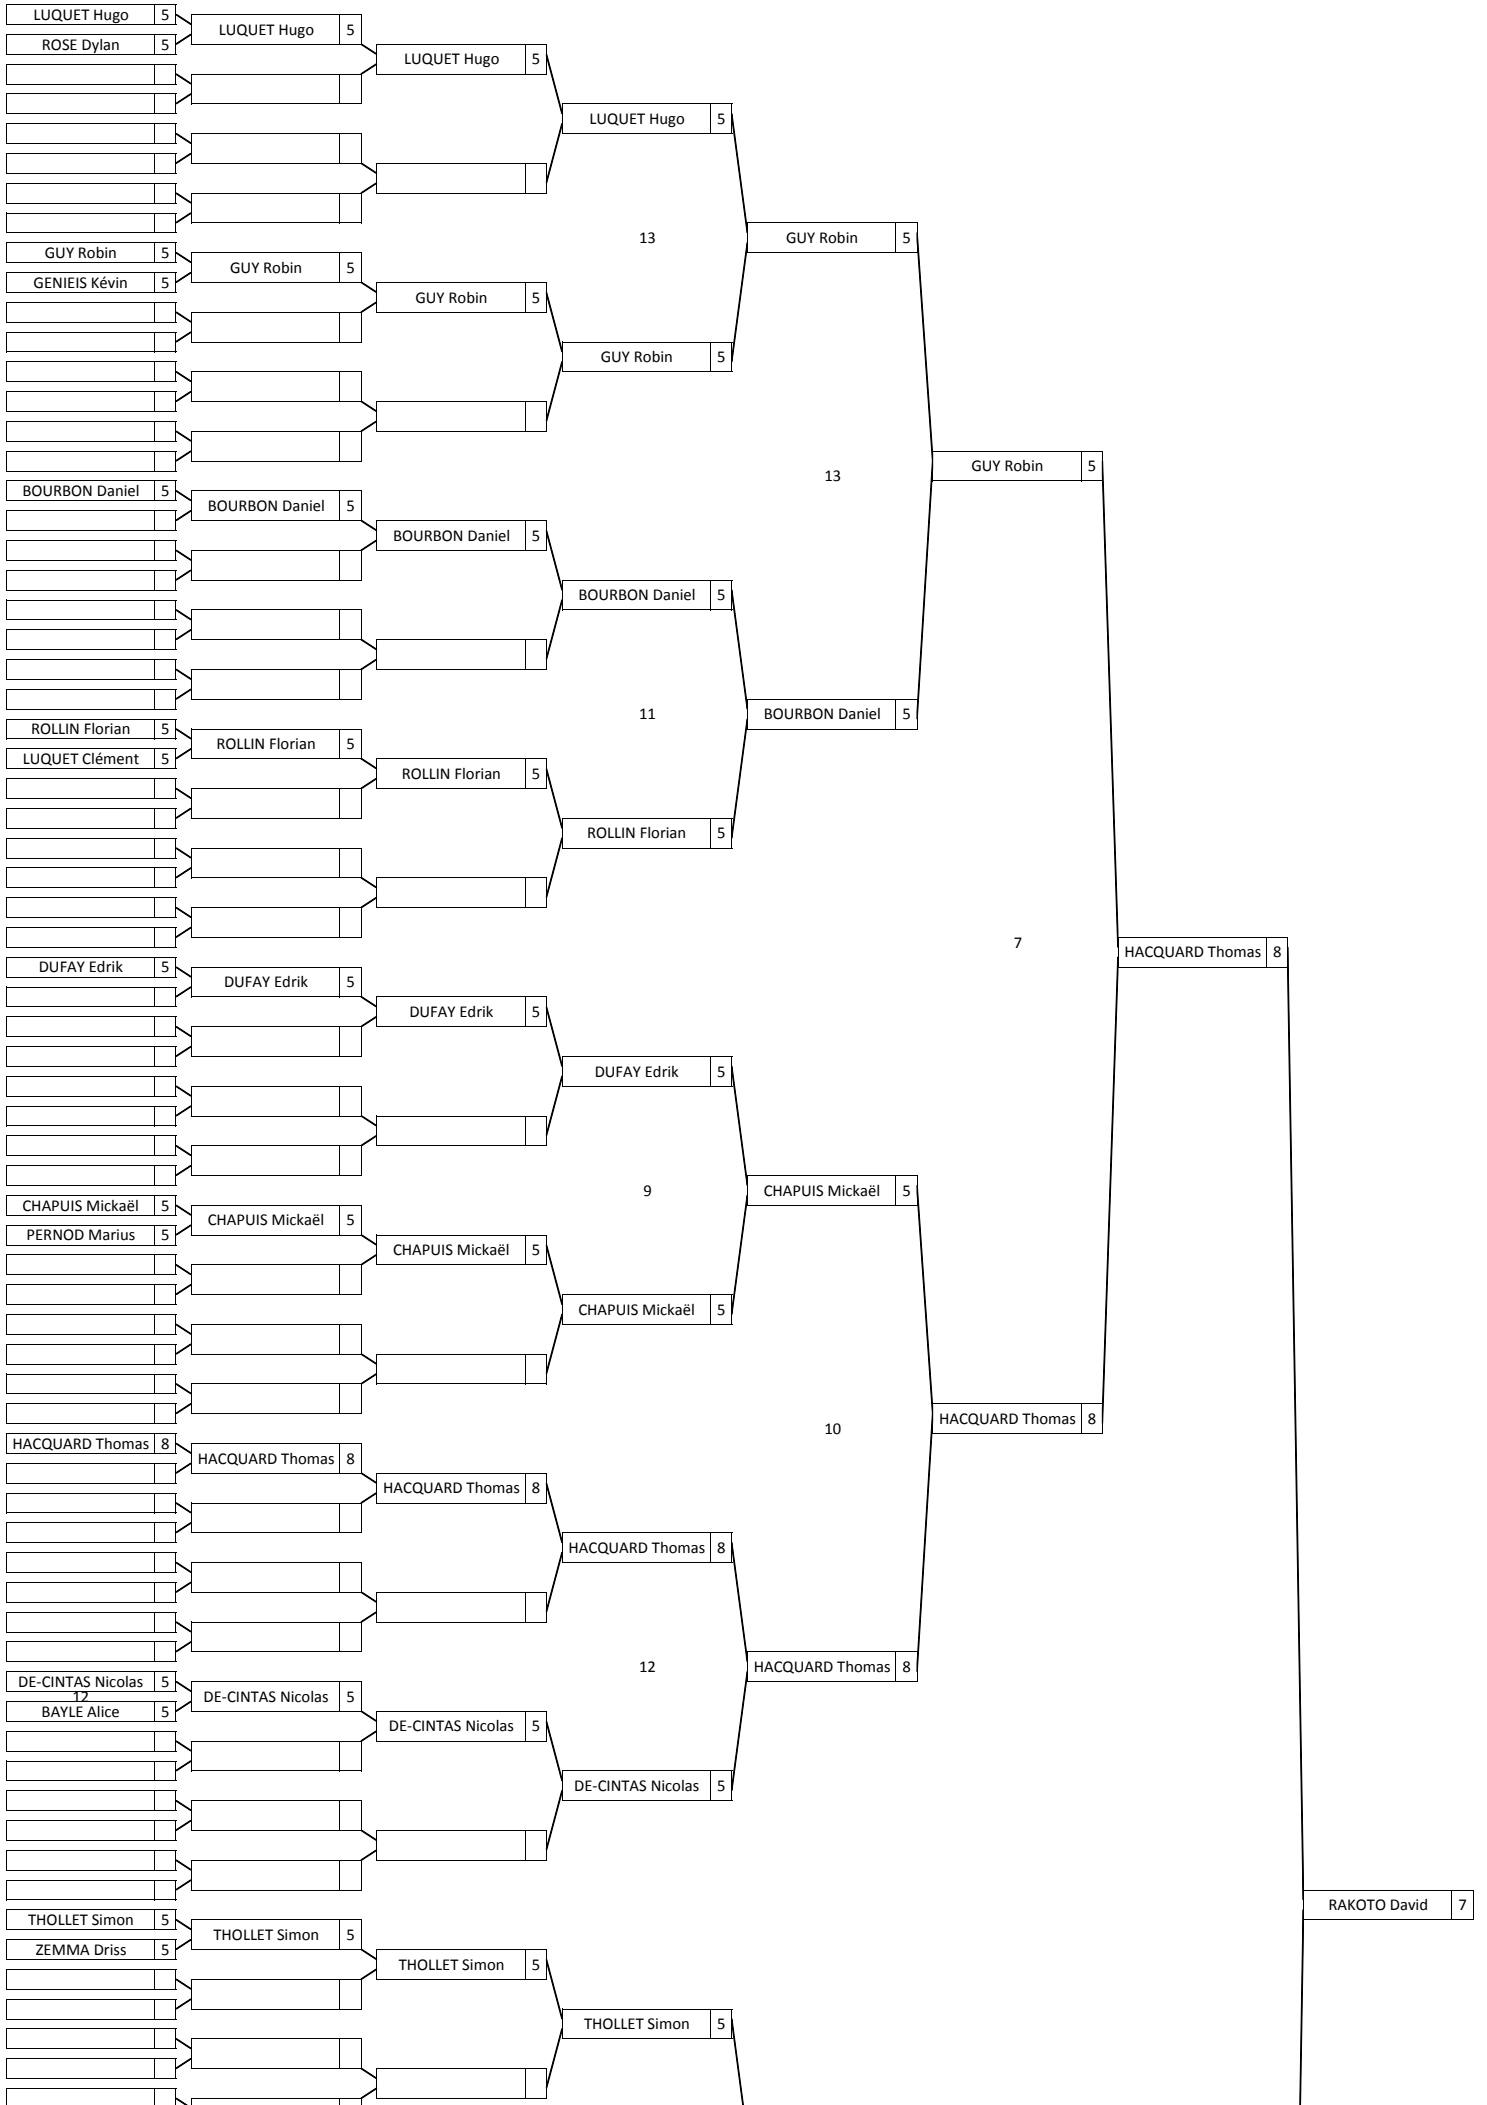 LUQUET Hugo 5
LUQUET Hugo 5
ROSE Dylan 5
LUQUET Hugo 5
LUQUET Hugo 5
13
GUY Robin 5
GUY Robin 5
GUY Robin 5
GENIEIS Kévin 5
GUY Robin 5
GUY Robin 5
13
GUY Robin 5
BOURBON Daniel 5
BOURBON Daniel 5
BOURBON Daniel 5
BOURBON Daniel 5
11
BOURBON Daniel 5
ROLLIN Florian 5
ROLLIN Florian 5
LUQUET Clément 5
ROLLIN Florian 5
ROLLIN Florian 5
7
HACQUARD Thomas 8
DUFAY Edrik 5
DUFAY Edrik 5
DUFAY Edrik 5
DUFAY Edrik 5
9
CHAPUIS Mickaël 5
CHAPUIS Mickaël 5
CHAPUIS Mickaël 5
PERNOD Marius 5
CHAPUIS Mickaël 5
CHAPUIS Mickaël 5
10
HACQUARD Thomas 8
HACQUARD Thomas 8
HACQUARD Thomas 8
HACQUARD Thomas 8
HACQUARD Thomas 8
12
HACQUARD Thomas 8
DE-CINTAS Nicolas 5
12
DE-CINTAS Nicolas 5
BAYLE Alice 5
DE-CINTAS Nicolas 5
DE-CINTAS Nicolas 5
RAKOTO David 7
THOLLET Simon 5
THOLLET Simon 5
ZEMMA Driss 5
THOLLET Simon 5
THOLLET Simon 5